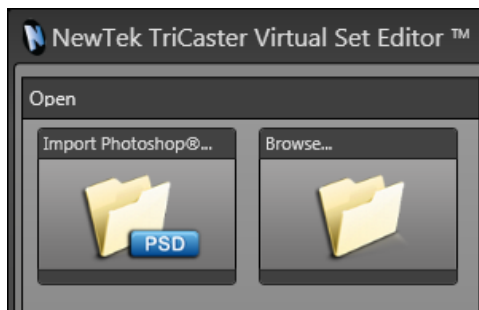 NewTek TriCaster Virtual Set Editor ™
Open
Import Photoshop®...
Browse...
PSD